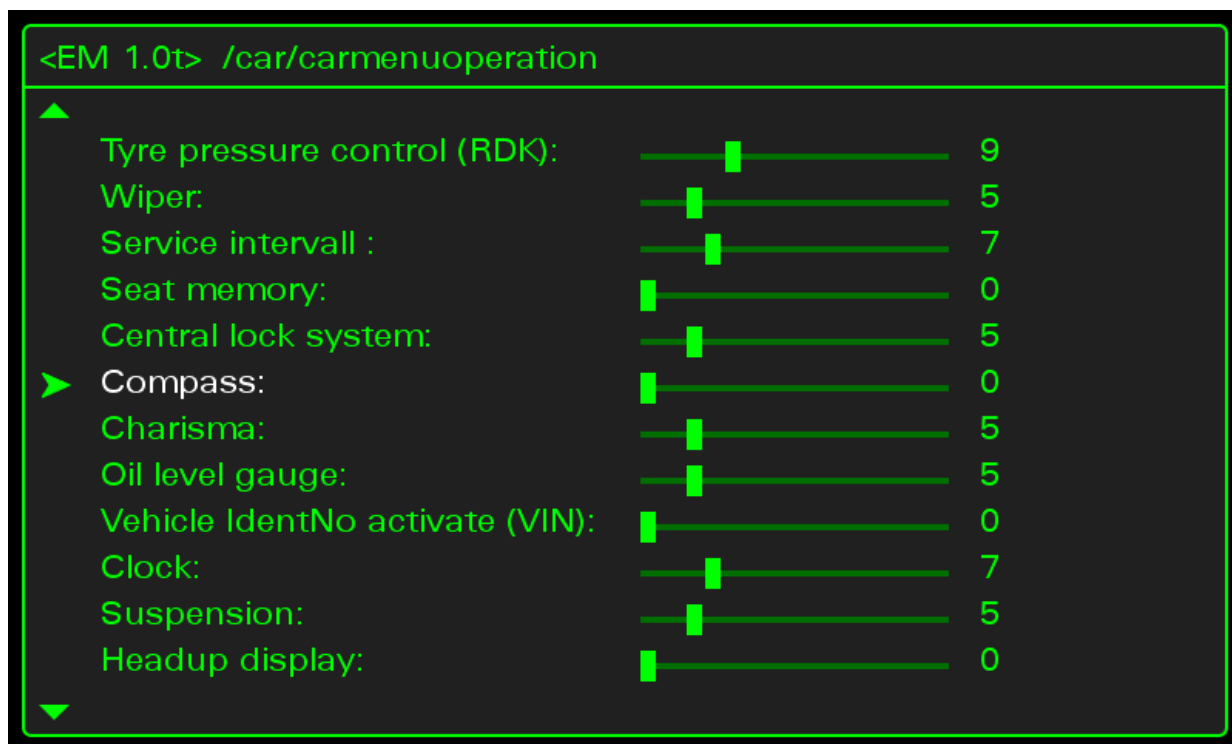 <EM 1.0t> /car/carmenuoperation
Tyre pressure control (RDK): 9
Wiper: 5
Service intervall : 7
Seat memory: 0
Central lock system: 5
Compass: 0
Charisma: 5
Oil level gauge: 5
Vehicle IdentNo activate (VIN): 0
Clock: 7
Suspension: 5
Headup display: 0